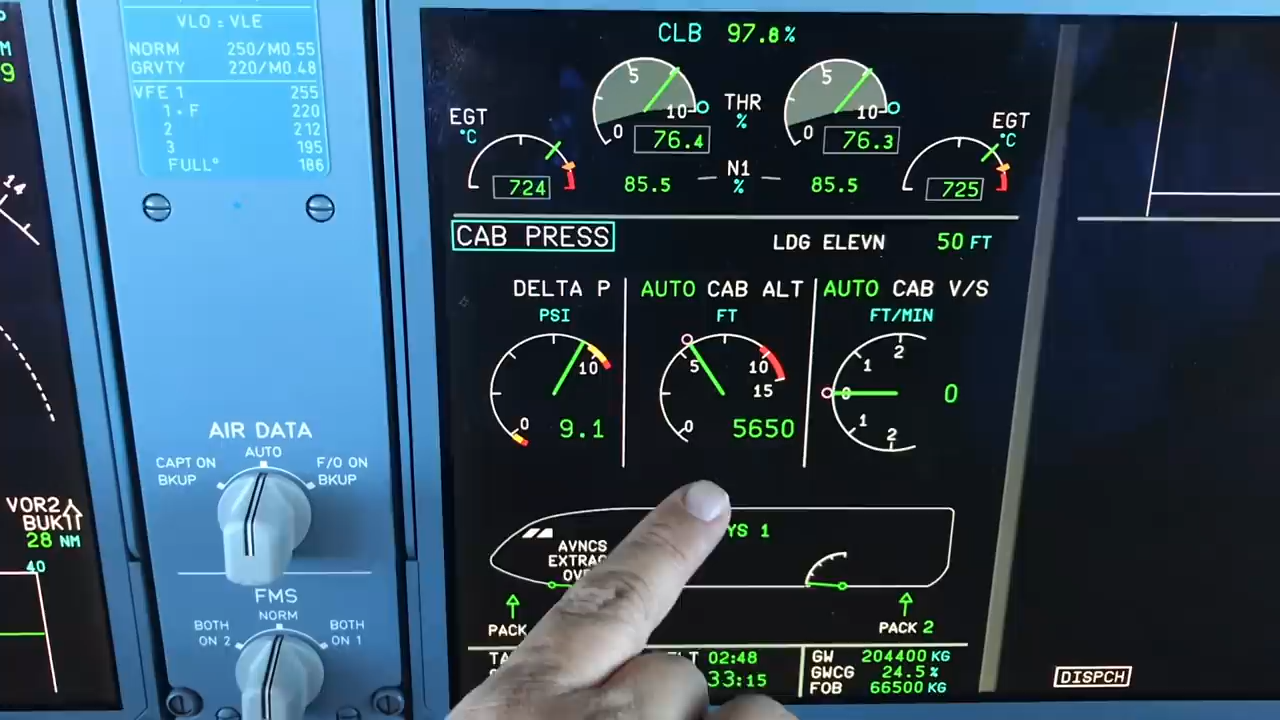 VLO = VLE
NORM 250/M0.55
GRVTY 220/M0.48
VFE 1 255
1+F 220
2 212
3 195
FULL 186
M
9
14
VOR2
BUK
28 NM
40
AIR DATA
AUTO
CAPT ON
BKUP
F/O ON
BKUP
FMS
NORM
BOTH
ON 2
BOTH
ON 1
CLB 97.8%
5
10
0
76.4
THR
%
5
10
0
76.3
EGT
°C
724
EGT
°C
725
85.5
N1
%
85.5
CAB PRESS
LDG ELEVN 50 FT
DELTA P
PSI
10
0
9.1
AUTO CAB ALT
FT
5
10
15
0
5650
AUTO CAB V/S
FT/MIN
2
1
0
1
2
0
YS 1
AVNCS
EXTRAC
OV
PACK
PACK 2
TA
02:48
33:15
GW 204400 KG
GWCG 24.5 %
FOB 66500 KG
DISPCH